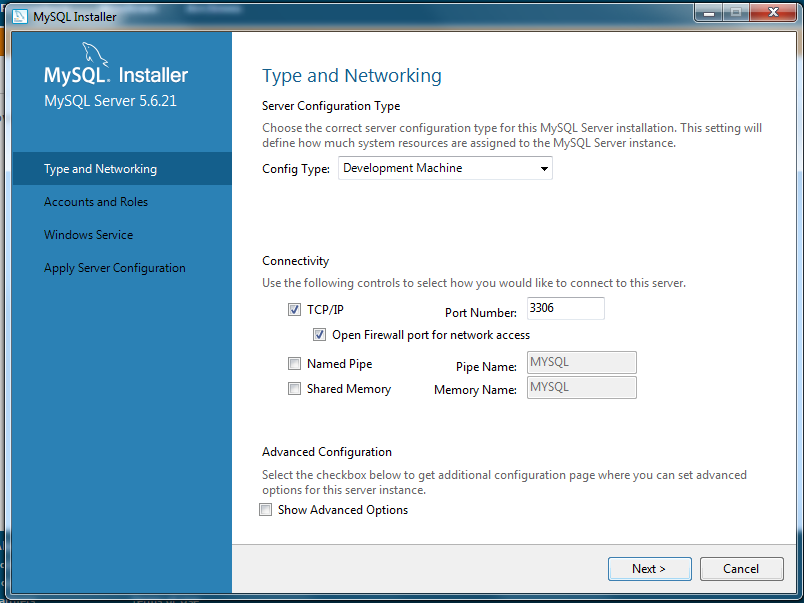 MySQL Installer
MySQL. Installer
MySQL Server 5.6.21
Type and Networking
Accounts and Roles
Windows Service
Apply Server Configuration
Type and Networking
Server Configuration Type
Choose the correct server configuration type for this MySQL Server installation. This setting will
define how much system resources are assigned to the MySQL Server instance.
Config Type: Development Machine
Connectivity
Use the following controls to select how you would like to connect to this server.
TCP/IP Port Number: 3306
Open Firewall port for network access
Named Pipe Pipe Name: MYSQL
Shared Memory Memory Name: MYSQL
Advanced Configuration
Select the checkbox below to get additional configuration page where you can set advanced
options for this server instance.
Show Advanced Options
Next > Cancel